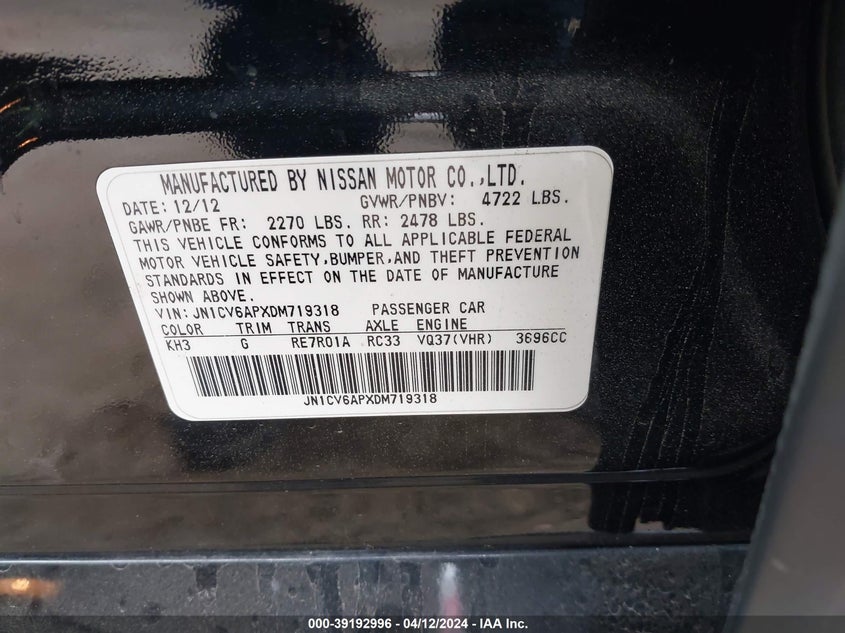 MANUFACTURED BY NISSAN MOTOR CO.,LTD.
DATE: 12/12 GVWR/PNBV: 4722 LBS.
GAWR/PNBE FR: 2270 LBS. RR: 2478 LBS.
THIS VEHICLE CONFORMS TO ALL APPLICABLE FEDERAL
MOTOR VEHICLE SAFETY,BUMPER,AND THEFT PREVENTION
STANDARDS IN EFFECT ON THE DATE OF MANUFACTURE
SHOWN ABOVE.
VIN: JN1CV6APXDM719318 PASSENGER CAR
COLOR TRIM TRANS AXLE ENGINE
KH3 G RE7R01A RC33 VQ37(VHR) 3696CC
JN1CV6APXDM719318
000-39192996 - 04/12/2024 - IAA Inc.